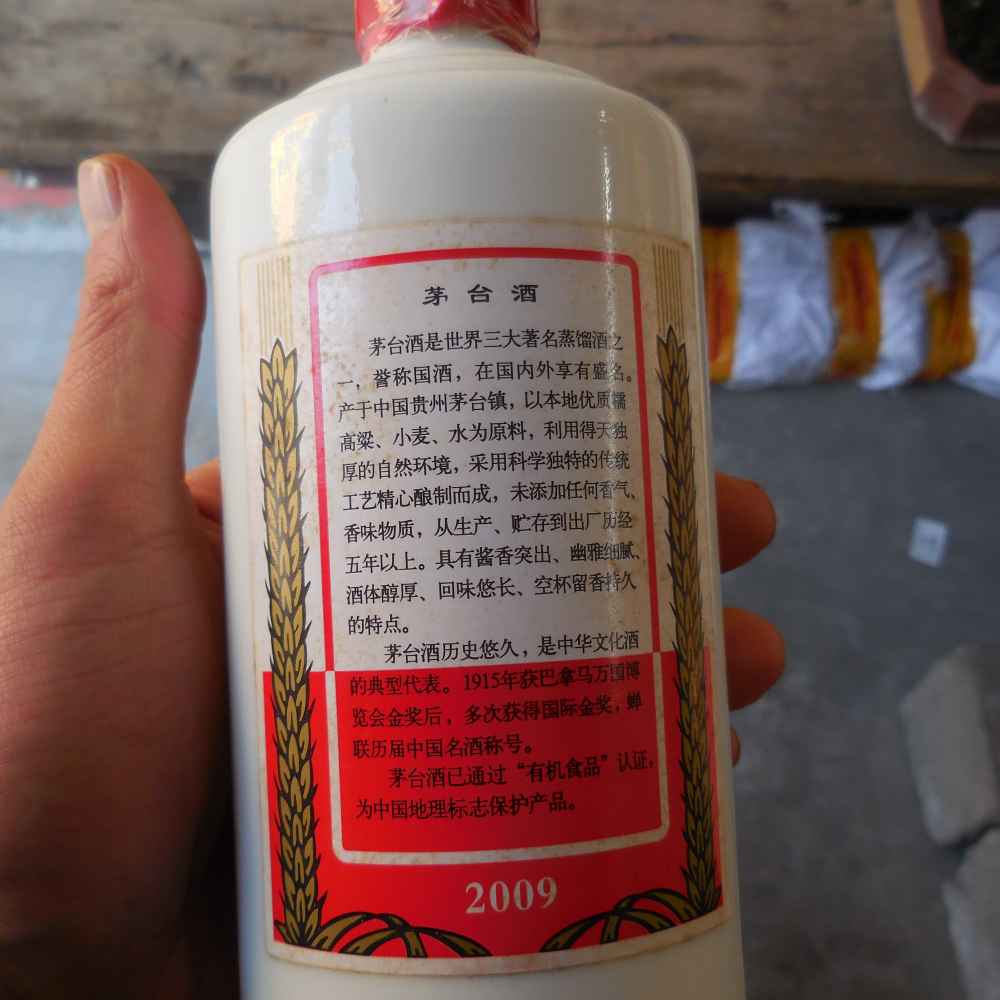 茅台酒
茅台酒是世界三大著名蒸馏酒之
一，誉称国酒，在国内外享有盛名。
产于中国贵州茅台镇，以本地优质糯
高粱、小麦、水为原料，利用得天独
厚的自然环境，采用科学独特的传统
工艺精心酿制而成，未添加任何香气、
香味物质，从生产、贮存到出厂历经
五年以上。具有酱香突出、幽雅细腻、
酒体醇厚、回味悠长、空杯留香持久
的特点。
茅台酒历史悠久，是中华文化酒
的典型代表。1915年获巴拿马万国博
览会金奖后，多次获得国际金奖，蝉
联历届中国名酒称号。
茅台酒已通过“有机食品”认证，
为中国地理标志保护产品。
2009